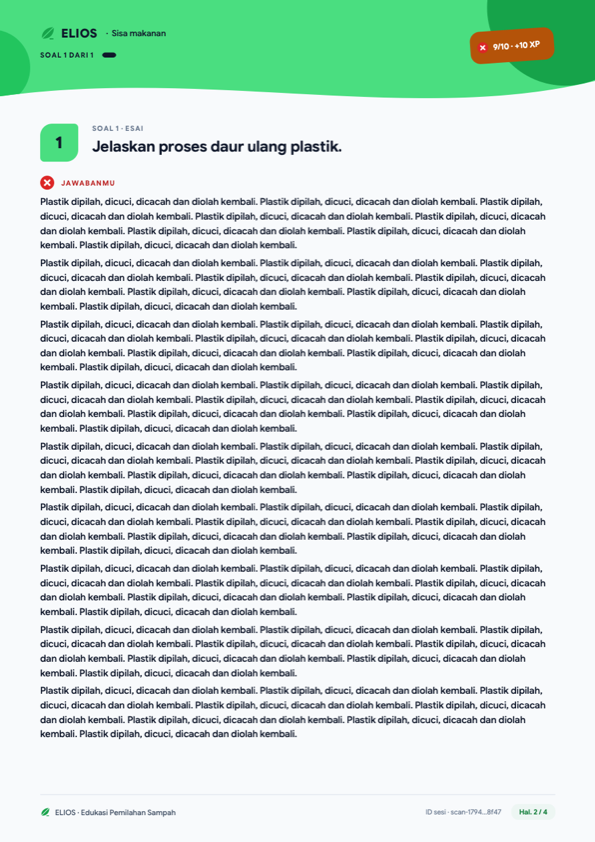 ELIOS · Sisa makanan
SOAL 1 DARI 1
9/10 · +10 XP
1
SOAL 1 · ESAI
Jelaskan proses daur ulang plastik.
JAWABANMU
Plastik dipilah, dicuci, dicacah dan diolah kembali. Plastik dipilah, dicuci, dicacah dan diolah kembali. Plastik dipilah,
dicuci, dicacah dan diolah kembali. Plastik dipilah, dicuci, dicacah dan diolah kembali. Plastik dipilah, dicuci, dicacah
dan diolah kembali. Plastik dipilah, dicuci, dicacah dan diolah kembali. Plastik dipilah, dicuci, dicacah dan diolah
kembali. Plastik dipilah, dicuci, dicacah dan diolah kembali.
Plastik dipilah, dicuci, dicacah dan diolah kembali. Plastik dipilah, dicuci, dicacah dan diolah kembali. Plastik dipilah,
dicuci, dicacah dan diolah kembali. Plastik dipilah, dicuci, dicacah dan diolah kembali. Plastik dipilah, dicuci, dicacah
dan diolah kembali. Plastik dipilah, dicuci, dicacah dan diolah kembali. Plastik dipilah, dicuci, dicacah dan diolah
kembali. Plastik dipilah, dicuci, dicacah dan diolah kembali.
Plastik dipilah, dicuci, dicacah dan diolah kembali. Plastik dipilah, dicuci, dicacah dan diolah kembali. Plastik dipilah,
dicuci, dicacah dan diolah kembali. Plastik dipilah, dicuci, dicacah dan diolah kembali. Plastik dipilah, dicuci, dicacah
dan diolah kembali. Plastik dipilah, dicuci, dicacah dan diolah kembali. Plastik dipilah, dicuci, dicacah dan diolah
kembali. Plastik dipilah, dicuci, dicacah dan diolah kembali.
Plastik dipilah, dicuci, dicacah dan diolah kembali. Plastik dipilah, dicuci, dicacah dan diolah kembali. Plastik dipilah,
dicuci, dicacah dan diolah kembali. Plastik dipilah, dicuci, dicacah dan diolah kembali. Plastik dipilah, dicuci, dicacah
dan diolah kembali. Plastik dipilah, dicuci, dicacah dan diolah kembali. Plastik dipilah, dicuci, dicacah dan diolah
kembali. Plastik dipilah, dicuci, dicacah dan diolah kembali.
Plastik dipilah, dicuci, dicacah dan diolah kembali. Plastik dipilah, dicuci, dicacah dan diolah kembali. Plastik dipilah,
dicuci, dicacah dan diolah kembali. Plastik dipilah, dicuci, dicacah dan diolah kembali. Plastik dipilah, dicuci, dicacah
dan diolah kembali. Plastik dipilah, dicuci, dicacah dan diolah kembali. Plastik dipilah, dicuci, dicacah dan diolah
kembali. Plastik dipilah, dicuci, dicacah dan diolah kembali.
Plastik dipilah, dicuci, dicacah dan diolah kembali. Plastik dipilah, dicuci, dicacah dan diolah kembali. Plastik dipilah,
dicuci, dicacah dan diolah kembali. Plastik dipilah, dicuci, dicacah dan diolah kembali. Plastik dipilah, dicuci, dicacah
dan diolah kembali. Plastik dipilah, dicuci, dicacah dan diolah kembali. Plastik dipilah, dicuci, dicacah dan diolah
kembali. Plastik dipilah, dicuci, dicacah dan diolah kembali.
Plastik dipilah, dicuci, dicacah dan diolah kembali. Plastik dipilah, dicuci, dicacah dan diolah kembali. Plastik dipilah,
dicuci, dicacah dan diolah kembali. Plastik dipilah, dicuci, dicacah dan diolah kembali. Plastik dipilah, dicuci, dicacah
dan diolah kembali. Plastik dipilah, dicuci, dicacah dan diolah kembali. Plastik dipilah, dicuci, dicacah dan diolah
kembali. Plastik dipilah, dicuci, dicacah dan diolah kembali.
Plastik dipilah, dicuci, dicacah dan diolah kembali. Plastik dipilah, dicuci, dicacah dan diolah kembali. Plastik dipilah,
dicuci, dicacah dan diolah kembali. Plastik dipilah, dicuci, dicacah dan diolah kembali. Plastik dipilah, dicuci, dicacah
dan diolah kembali. Plastik dipilah, dicuci, dicacah dan diolah kembali. Plastik dipilah, dicuci, dicacah dan diolah
kembali. Plastik dipilah, dicuci, dicacah dan diolah kembali.
Plastik dipilah, dicuci, dicacah dan diolah kembali. Plastik dipilah, dicuci, dicacah dan diolah kembali. Plastik dipilah,
dicuci, dicacah dan diolah kembali. Plastik dipilah, dicuci, dicacah dan diolah kembali. Plastik dipilah, dicuci, dicacah
dan diolah kembali. Plastik dipilah, dicuci, dicacah dan diolah kembali. Plastik dipilah, dicuci, dicacah dan diolah
kembali. Plastik dipilah, dicuci, dicacah dan diolah kembali.
ELIOS · Edukasi Pemilahan Sampah
ID sesi · scan-1794…8f47
Hal. 2 / 4